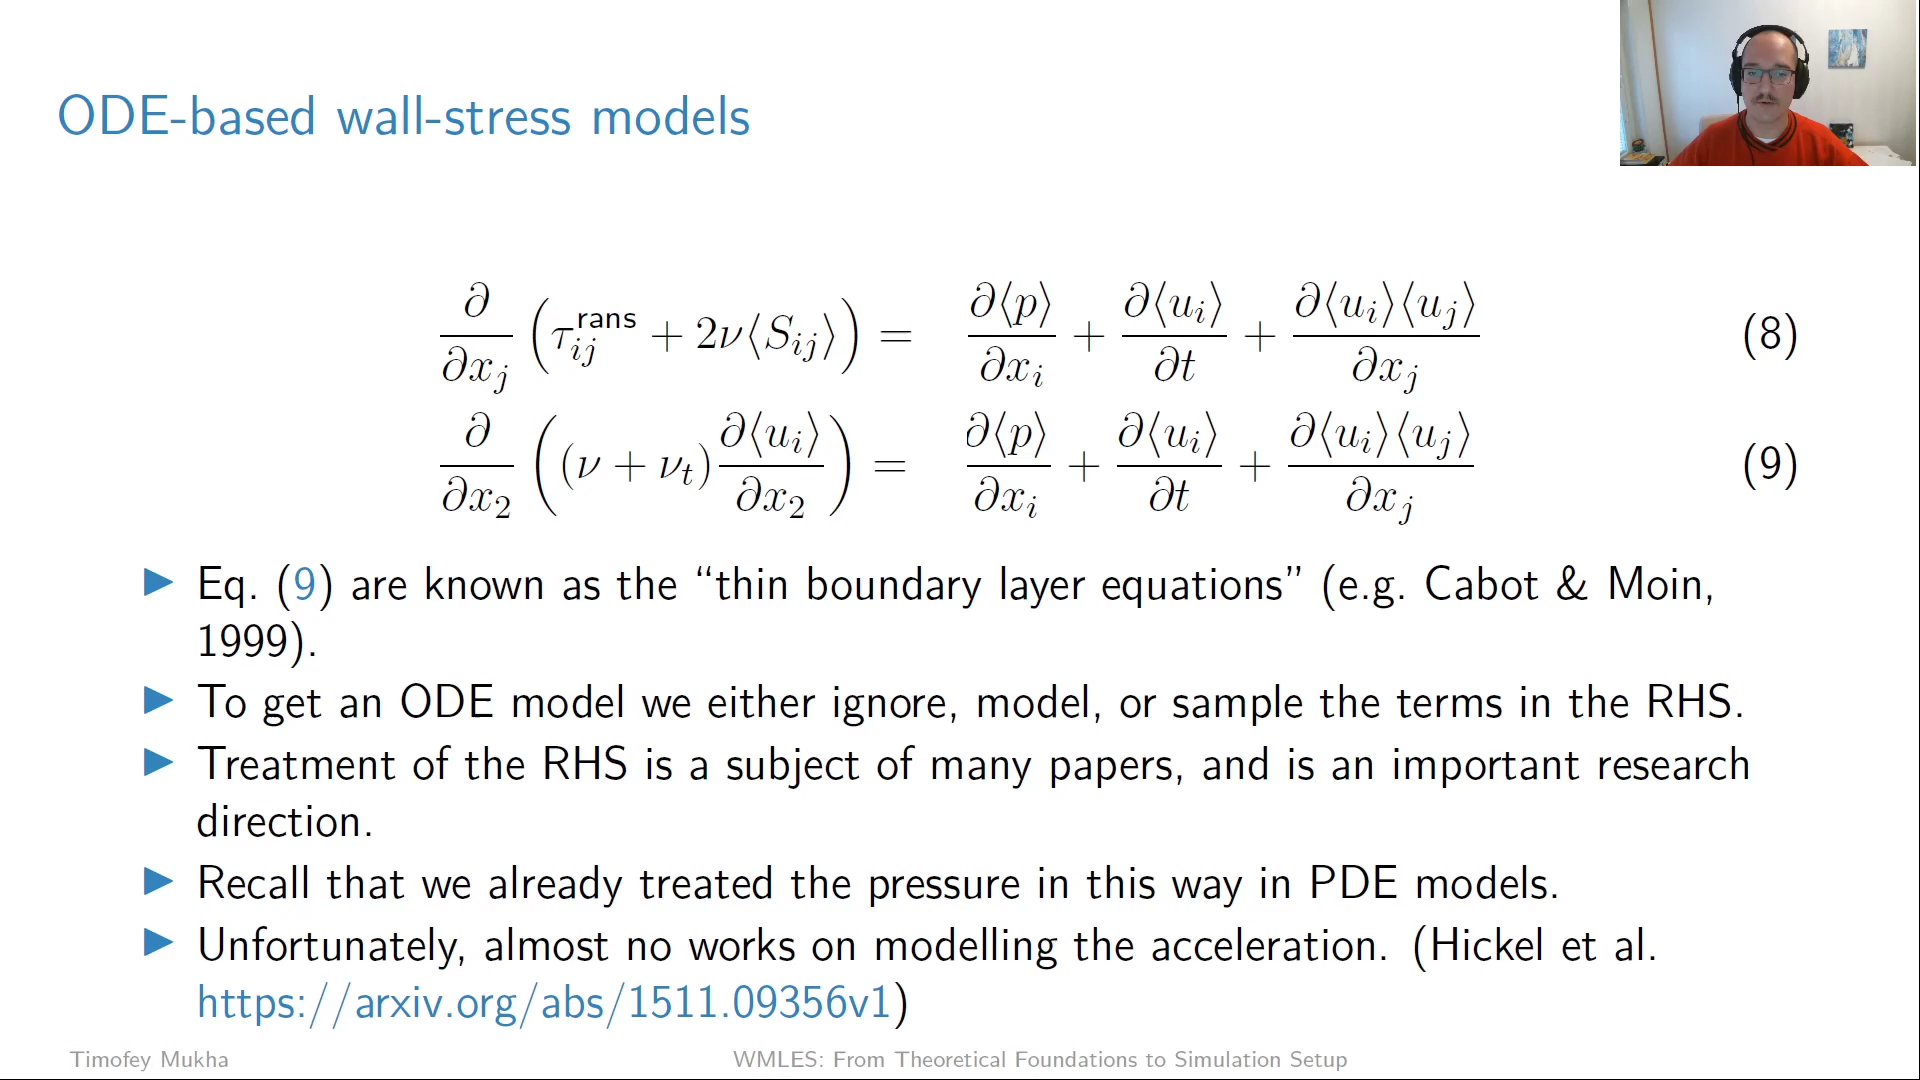 ODE-based wall-stress models
∂/∂x_j (τ_ij^rans + 2ν⟨S_ij⟩) = ∂⟨p⟩/∂x_i + ∂⟨u_i⟩/∂t + ∂⟨u_i⟩⟨u_j⟩/∂x_j (8)
∂/∂x_2 ((ν + ν_t) ∂⟨u_i⟩/∂x_2) = ∂⟨p⟩/∂x_i + ∂⟨u_i⟩/∂t + ∂⟨u_i⟩⟨u_j⟩/∂x_j (9)
▶ Eq. (9) are known as the “thin boundary layer equations” (e.g. Cabot & Moin,
1999).
▶ To get an ODE model we either ignore, model, or sample the terms in the RHS.
▶ Treatment of the RHS is a subject of many papers, and is an important research
direction.
▶ Recall that we already treated the pressure in this way in PDE models.
▶ Unfortunately, almost no works on modelling the acceleration. (Hickel et al.
https://arxiv.org/abs/1511.09356v1)
Timofey Mukha WMLES: From Theoretical Foundations to Simulation Setup